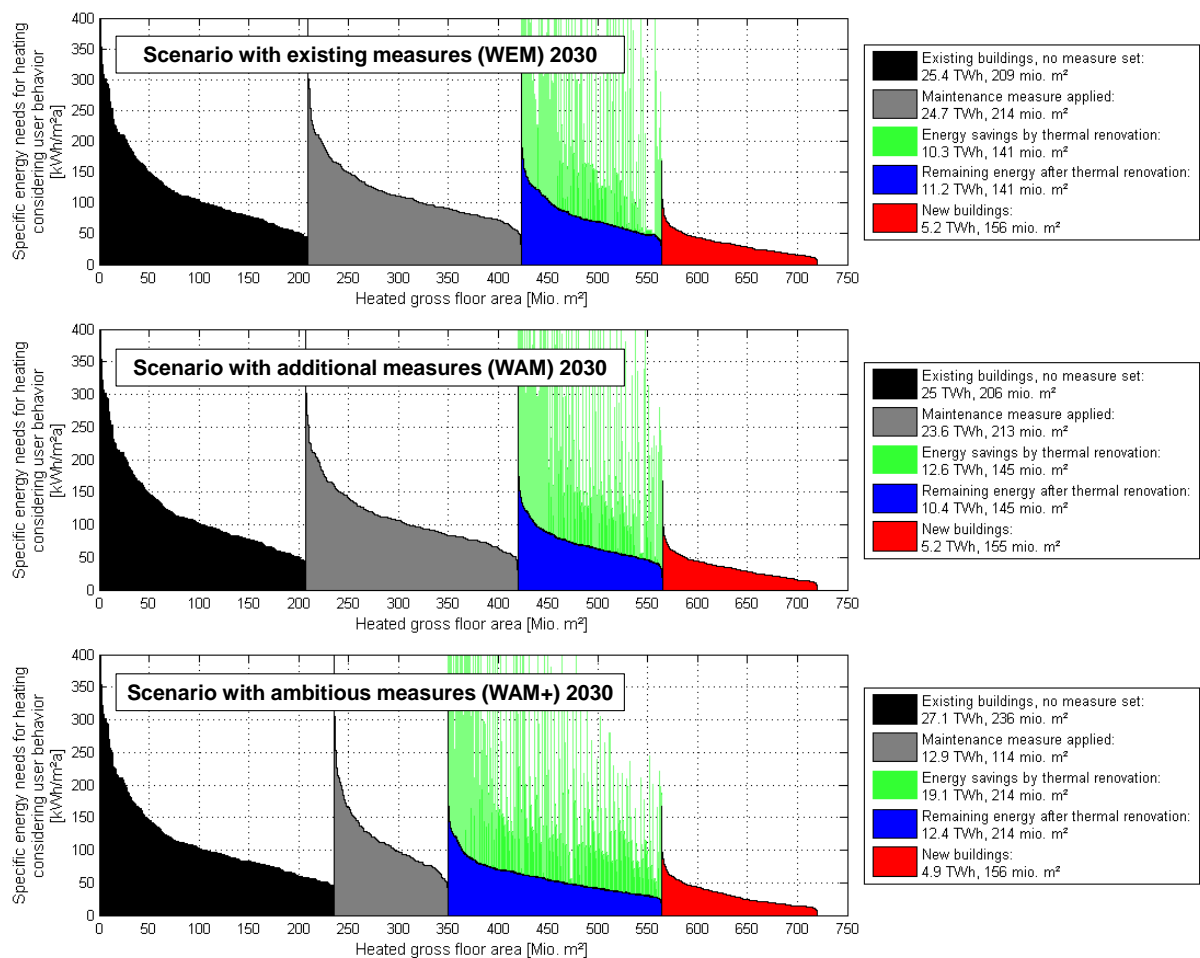 Scenario with existing measures (WEM) 2030
Specific energy needs for heating
considering user behavior
[kWh/m²a]
400
350
300
250
200
150
100
50
0
0 50 100 150 200 250 300 350 400 450 500 550 600 650 700 750
Heated gross floor area [Mio. m²]
Existing buildings, no measure set:
25.4 TWh, 209 mio. m²
Maintenance measure applied:
24.7 TWh, 214 mio. m²
Energy savings by thermal renovation:
10.3 TWh, 141 mio. m²
Remaining energy after thermal renovation:
11.2 TWh, 141 mio. m²
New buildings:
5.2 TWh, 156 mio. m²
Scenario with additional measures (WAM) 2030
Specific energy needs for heating
considering user behavior
[kWh/m²a]
400
350
300
250
200
150
100
50
0
0 50 100 150 200 250 300 350 400 450 500 550 600 650 700 750
Heated gross floor area [Mio. m²]
Existing buildings, no measure set:
25 TWh, 206 mio. m²
Maintenance measure applied:
23.6 TWh, 213 mio. m²
Energy savings by thermal renovation:
12.6 TWh, 145 mio. m²
Remaining energy after thermal renovation:
10.4 TWh, 145 mio. m²
New buildings:
5.2 TWh, 155 mio. m²
Scenario with ambitious measures (WAM+) 2030
Specific energy needs for heating
considering user behavior
[kWh/m²a]
400
350
300
250
200
150
100
50
0
0 50 100 150 200 250 300 350 400 450 500 550 600 650 700 750
Heated gross floor area [Mio. m²]
Existing buildings, no measure set:
27.1 TWh, 236 mio. m²
Maintenance measure applied:
12.9 TWh, 114 mio. m²
Energy savings by thermal renovation:
19.1 TWh, 214 mio. m²
Remaining energy after thermal renovation:
12.4 TWh, 214 mio. m²
New buildings:
4.9 TWh, 156 mio. m²